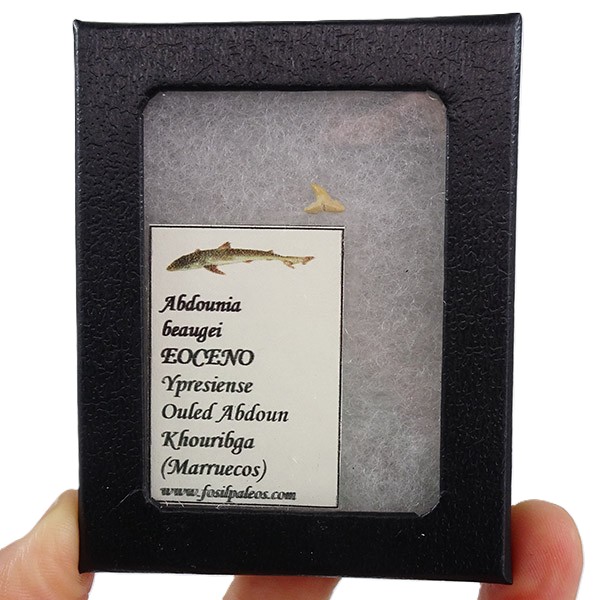 Abdounia
beaugei
EOCENO
Ypresiense
Ouled Abdoun
Khouribga
(Marruecos)
www.fosilpaleos.com